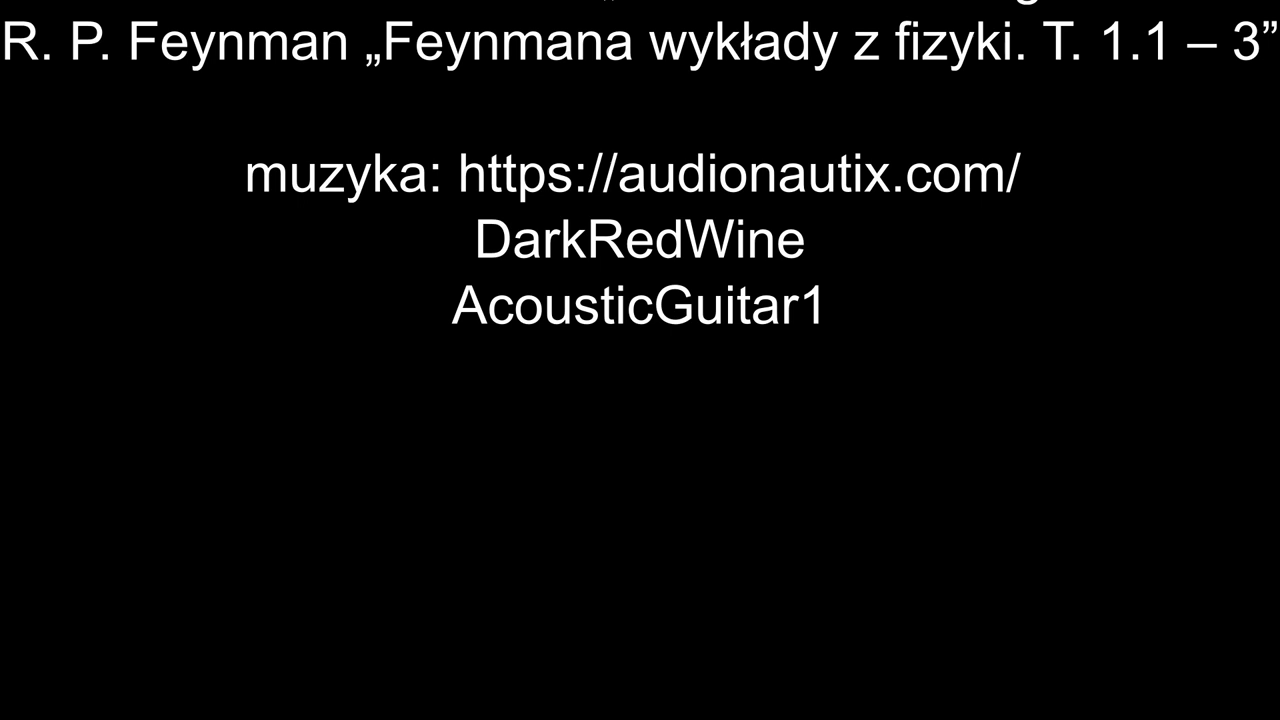 R. P. Feynman „Feynmana wykłady z fizyki. T. 1.1 – 3”
muzyka: https://audionautix.com/
DarkRedWine
AcousticGuitar1